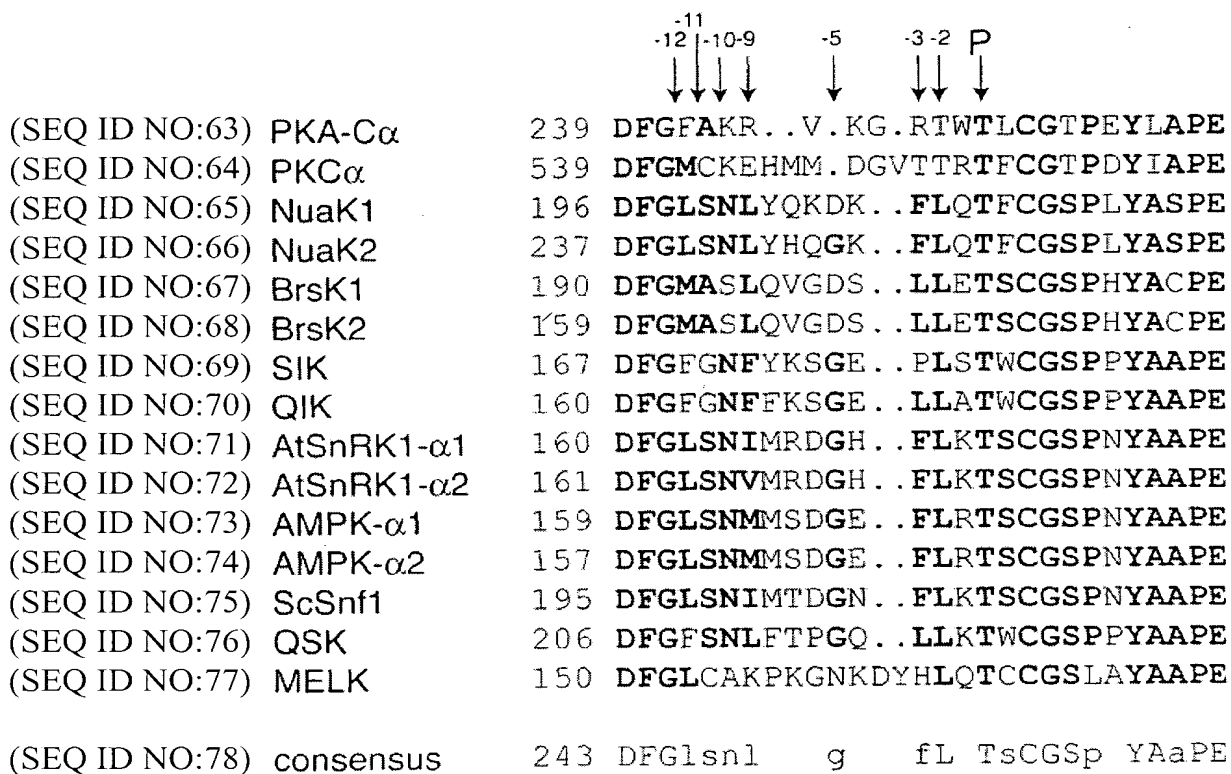 -11
-12 -10 -9 -5 -3 -2 P
(SEQ ID NO:63) PKA-Cα 239 DFGFAKR..V.KG.RTWTLCGTPEYLAPE
(SEQ ID NO:64) PKCα 539 DFGMCKEHMM.DGVTTRTFCGTPDYIAPE
(SEQ ID NO:65) NuaK1 196 DFGLSNLYQKDK..FLQTFCGSPLYASPE
(SEQ ID NO:66) NuaK2 237 DFGLSNLYHQGK..FLQTFCGSPLYASPE
(SEQ ID NO:67) BrsK1 190 DFGMASLQVGDS..LLETSCGSPHYACPE
(SEQ ID NO:68) BrsK2 159 DFGMASLQVGDS..LLETSCGSPHYACPE
(SEQ ID NO:69) SIK 167 DFGFGNFYKSGE..PLSTWCGSPPYAAPE
(SEQ ID NO:70) QIK 160 DFGFGNFFKSGE..LLATWCGSPPYAAPE
(SEQ ID NO:71) AtSnRK1-α1 160 DFGLSNIMRDGH..FLKTSCGSPNYAAPE
(SEQ ID NO:72) AtSnRK1-α2 161 DFGLSNVMRDGH..FLKTSCGSPNYAAPE
(SEQ ID NO:73) AMPK-α1 159 DFGLSNMMSDGE..FLRTSCGSPNYAAPE
(SEQ ID NO:74) AMPK-α2 157 DFGLSNMMSDGE..FLRTSCGSPNYAAPE
(SEQ ID NO:75) ScSnf1 195 DFGLSNIMTDGN..FLKTSCGSPNYAAPE
(SEQ ID NO:76) QSK 206 DFGFSNLFTPGQ..LLKTWCGSPPYAAPE
(SEQ ID NO:77) MELK 150 DFGLCAKPKGNKDYHLQTCCGSLAYAAPE
(SEQ ID NO:78) consensus 243 DFGlsnl g fL TsCGSp YAaPE